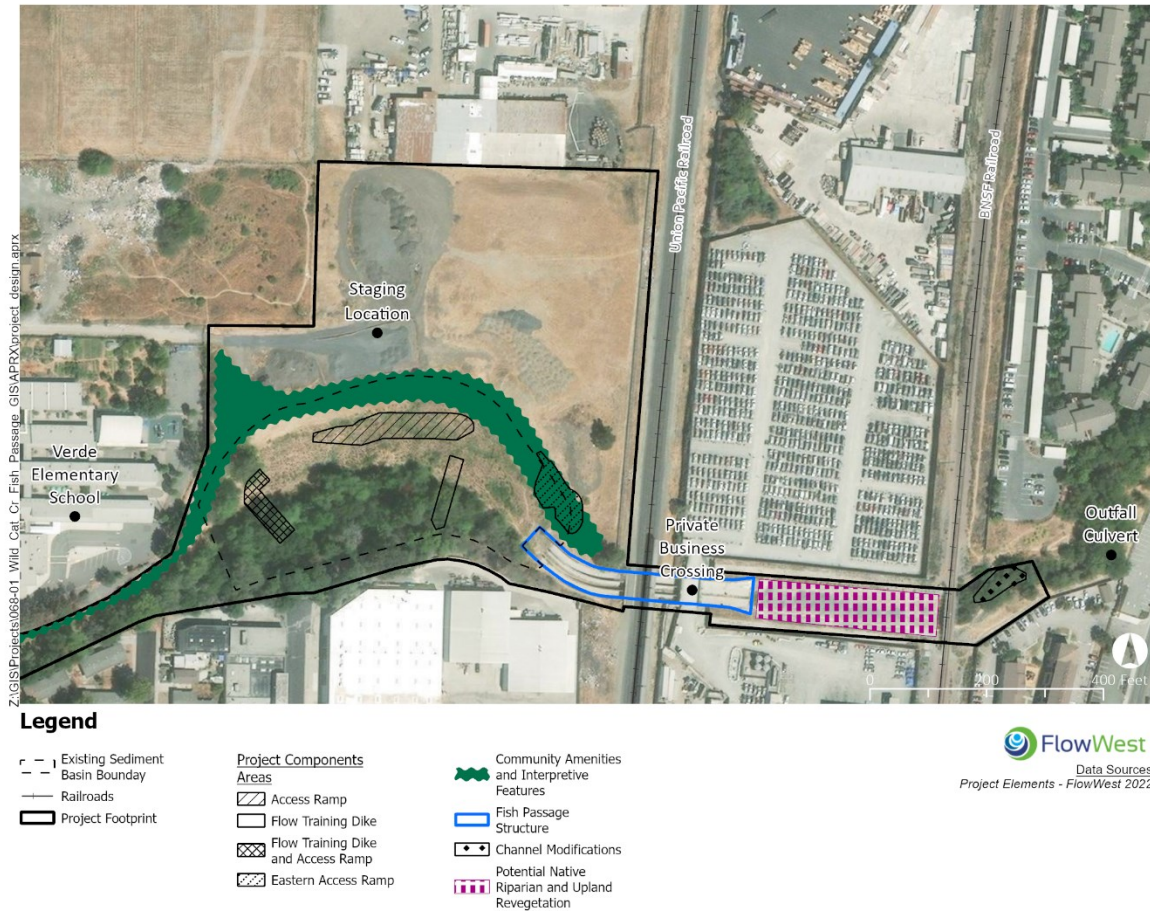 Z:\GIS\Projects\068-01_Wild_Cat_Cr_Fish_Passage_GIS\APRX\project_design.aprx
Union Pacific Railroad
BNSF Railroad
Staging
Location
Verde
Elementary
School
Private
Business
Crossing
Outfall
Culvert
0 200 400 Feet
Legend
Existing Sediment
Basin Bounday
Railroads
Project Footprint
Project Components
Areas
Access Ramp
Flow Training Dike
Flow Training Dike
and Access Ramp
Eastern Access Ramp
Community Amenities
and Interpretive
Features
Fish Passage
Structure
Channel Modifications
Potential Native
Riparian and Upland
Revegetation
FlowWest
Data Sources
Project Elements - FlowWest 2022